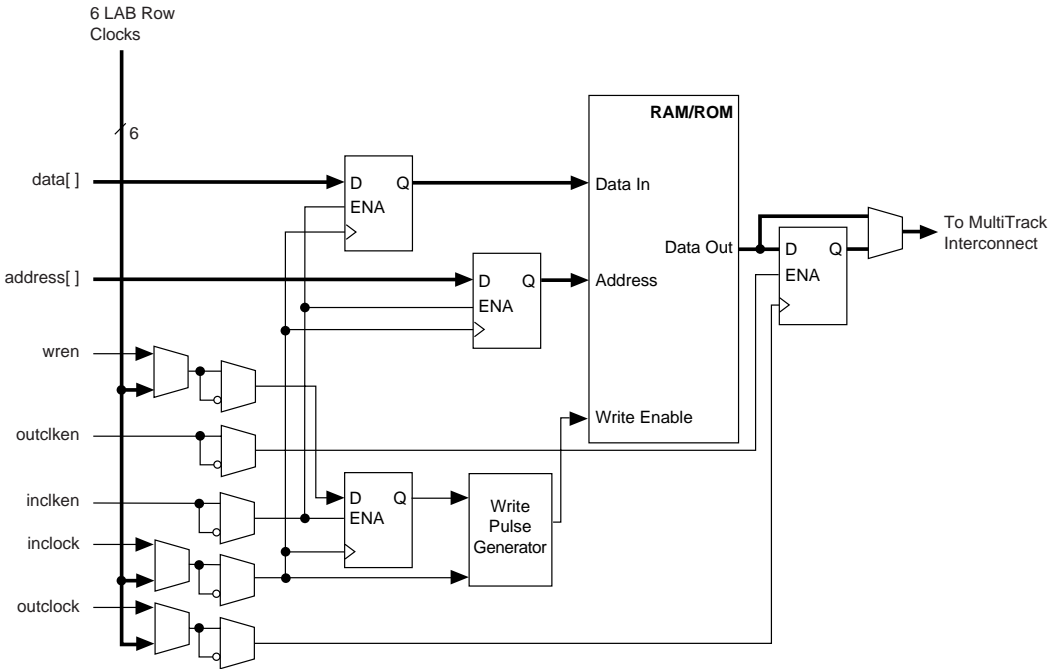 6 LAB Row
Clocks
6
RAM/ROM
data[ ]
D Q
Data In
ENA
To MultiTrack
Interconnect
Data Out
D Q
address[ ]
D Q
Address
ENA
ENA
wren
Write Enable
outclken
inclken
D Q
ENA
Write
Pulse
Generator
inclock
outclock